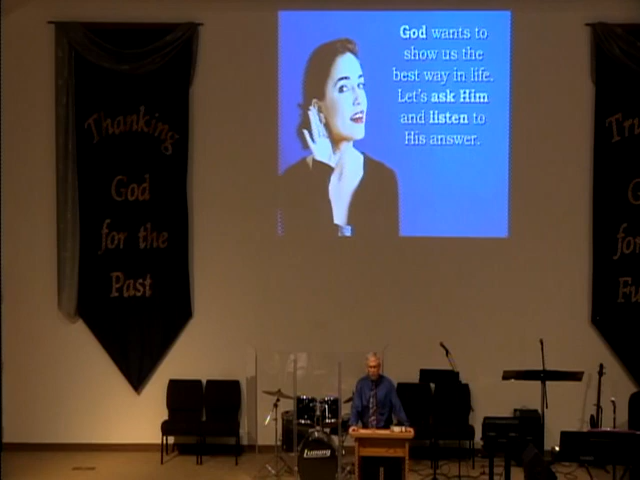 Thanking
God
for the
Past
God wants to
show us the
best way in life.
Let's ask Him
and listen to
His answer.
Ludwig